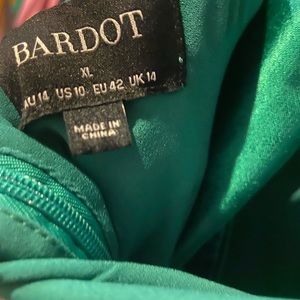 BARDOT
XL
AU 14 US 10 EU 42 UK 14
MADE IN
CHINA